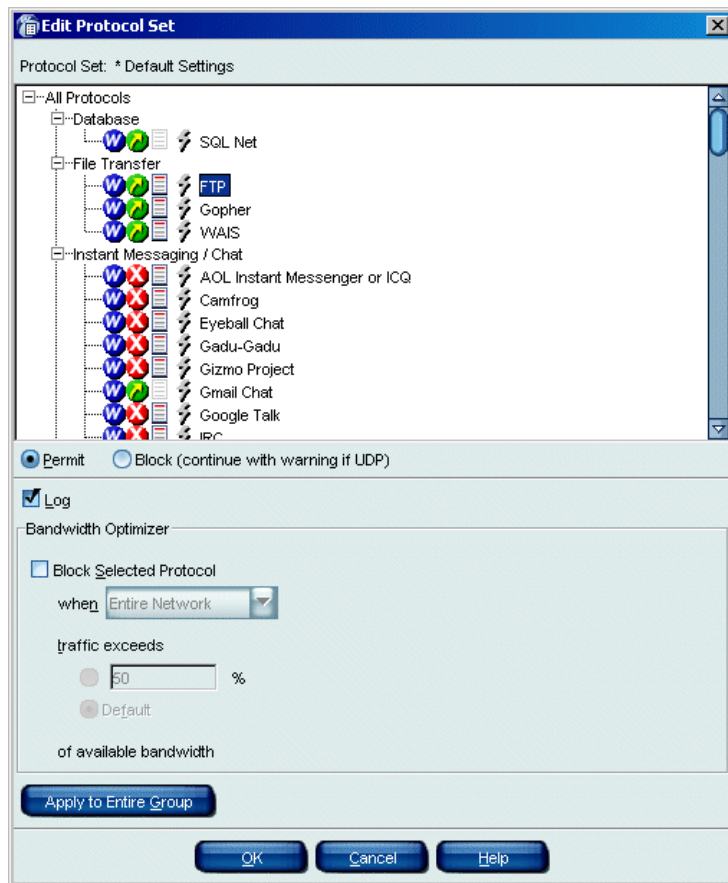 Edit Protocol Set
Protocol Set: * Default Settings
All Protocols
Database
SQL Net
File Transfer
FTP
Gopher
WAIS
Instant Messaging / Chat
AOL Instant Messenger or ICQ
Camfrog
Eyeball Chat
Gadu-Gadu
Gizmo Project
Gmail Chat
Google Talk
IRC
Permit Block (continue with warning if UDP)
Log
Bandwidth Optimizer
Block Selected Protocol
when Entire Network
traffic exceeds
50 %
Default
of available bandwidth
Apply to Entire Group
OK Cancel Help